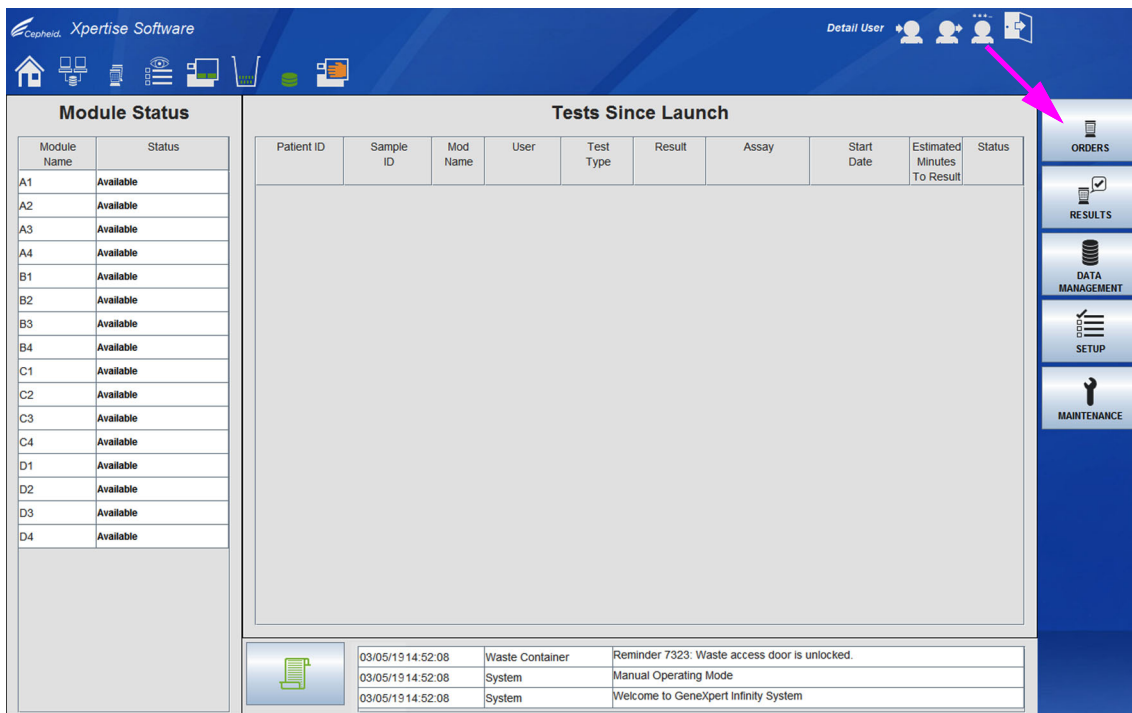 Cepheid. Xpertise Software
Detail User
Module Status
Module Name Status
A1 Available
A2 Available
A3 Available
A4 Available
B1 Available
B2 Available
B3 Available
B4 Available
C1 Available
C2 Available
C3 Available
C4 Available
D1 Available
D2 Available
D3 Available
D4 Available
Tests Since Launch
Patient ID Sample ID Mod Name User Test Type Result Assay Start Date Estimated Minutes To Result Status
03/05/19 14:52:08 Waste Container Reminder 7323: Waste access door is unlocked.
03/05/19 14:52:08 System Manual Operating Mode
03/05/19 14:52:08 System Welcome to GeneXpert Infinity System
ORDERS
RESULTS
DATA
MANAGEMENT
SETUP
MAINTENANCE